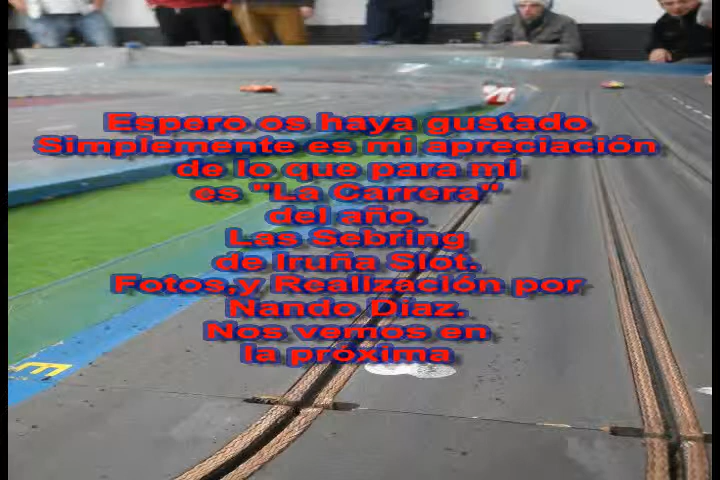 Espero os haya gustado
Simplemente es mi apreciación
de lo que para mi
es "La Carrera"
del año.
Las Sebring
de Iruña Slot.
Fotos,y Realización por
Nando Díaz.
Nos vemos en
la próxima